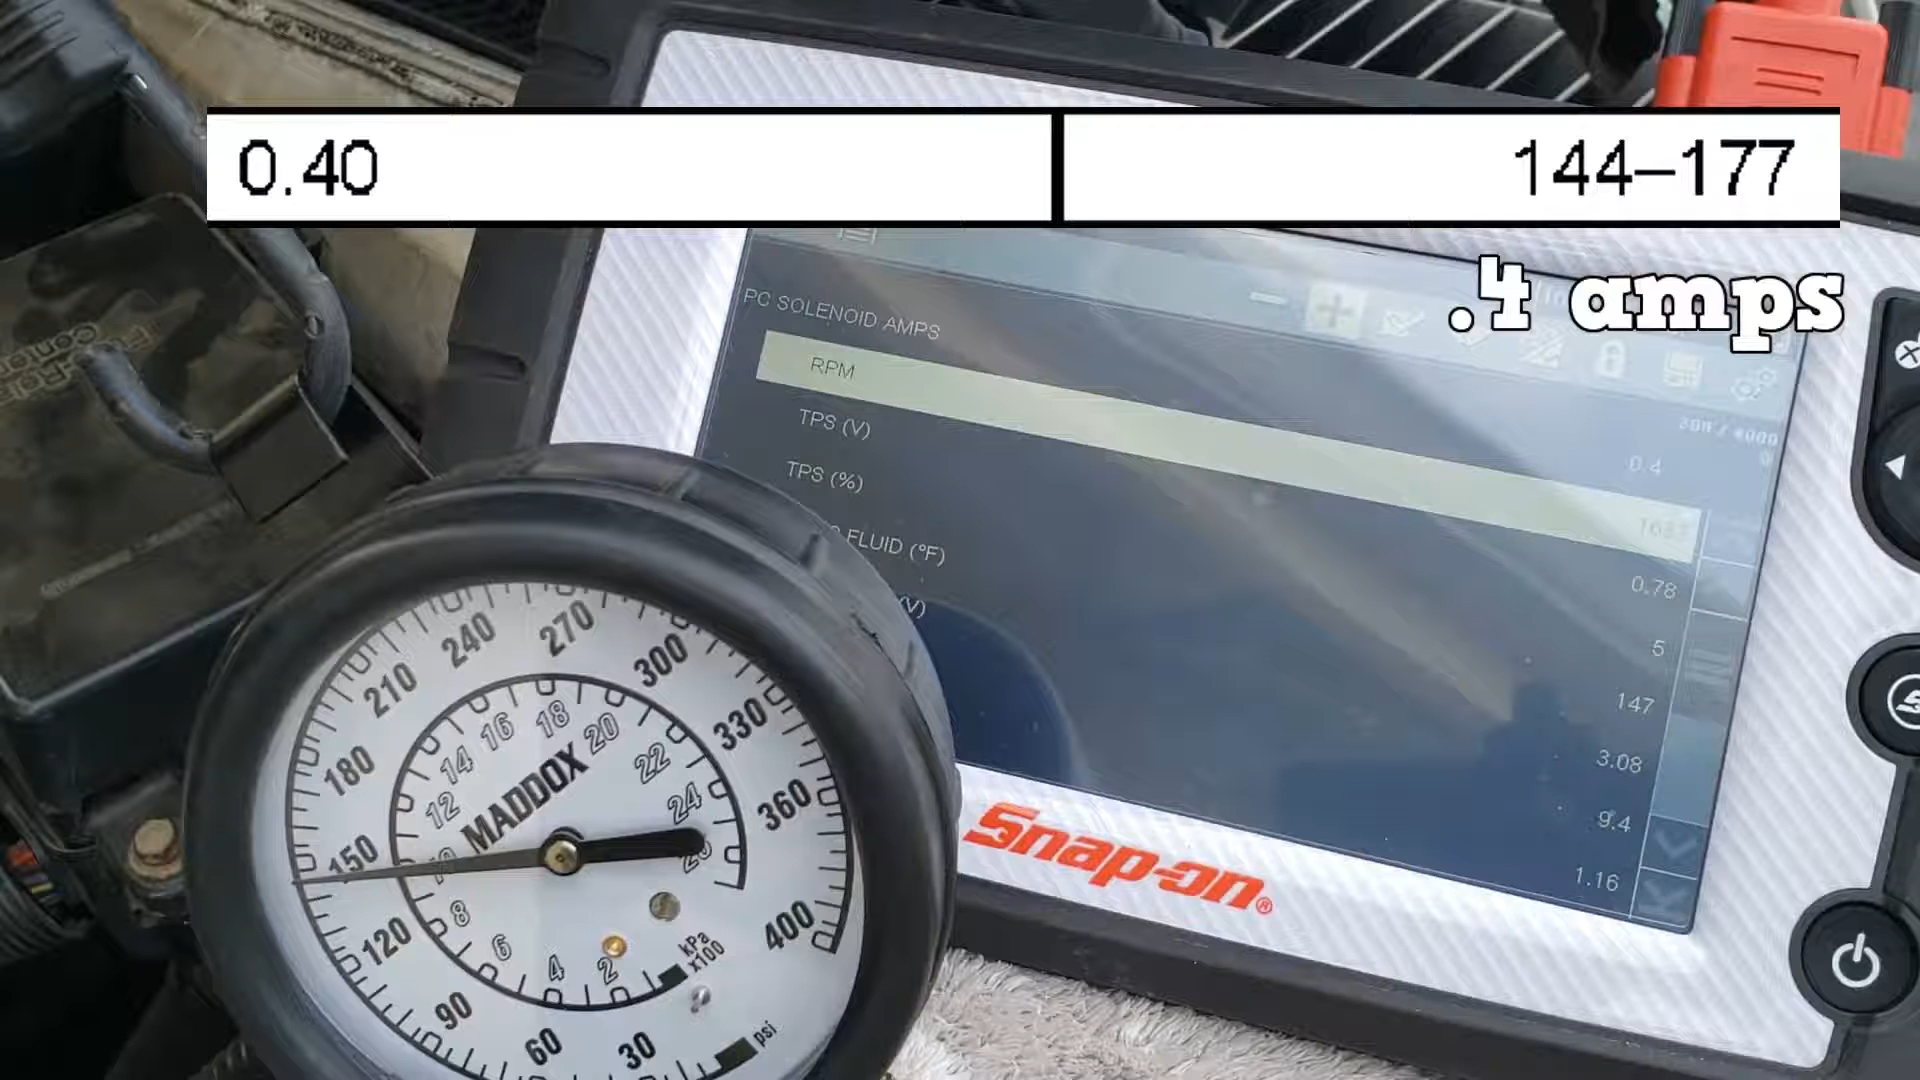 0.40 144–177
.4 amps
PC SOLENOID AMPS 0.4
RPM
TPS (V) 0.78
TPS (%) 5
FLUID (°F) 147
(V) 3.08
9.4
1.16
Snap-on®
30
60
90
120
150
180
210
240
270
300
330
360
400
psi
2
4
6
8
10
12
14
16
18
20
22
24
kPa
x100
MADDOX